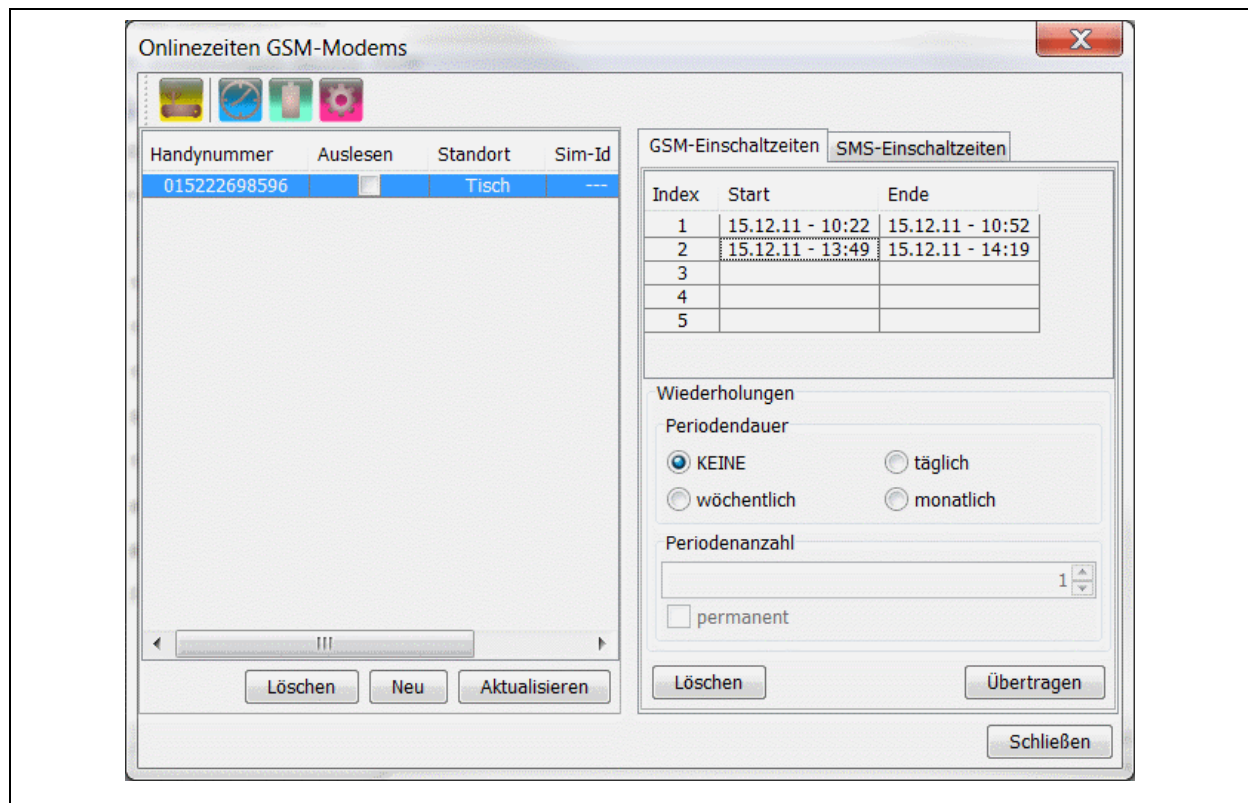 Onlinezeiten GSM-Modems
X
Handynummer Auslesen Standort Sim-Id
015222698596 Tisch ---
Löschen Neu Aktualisieren
GSM-Einschaltzeiten SMS-Einschaltzeiten
Index Start Ende
1 15.12.11 - 10:22 15.12.11 - 10:52
2 15.12.11 - 13:49 15.12.11 - 14:19
3
4
5
Wiederholungen
Periodendauer
KEINE täglich
wöchentlich monatlich
Periodenanzahl
1
permanent
Löschen Übertragen
Schließen